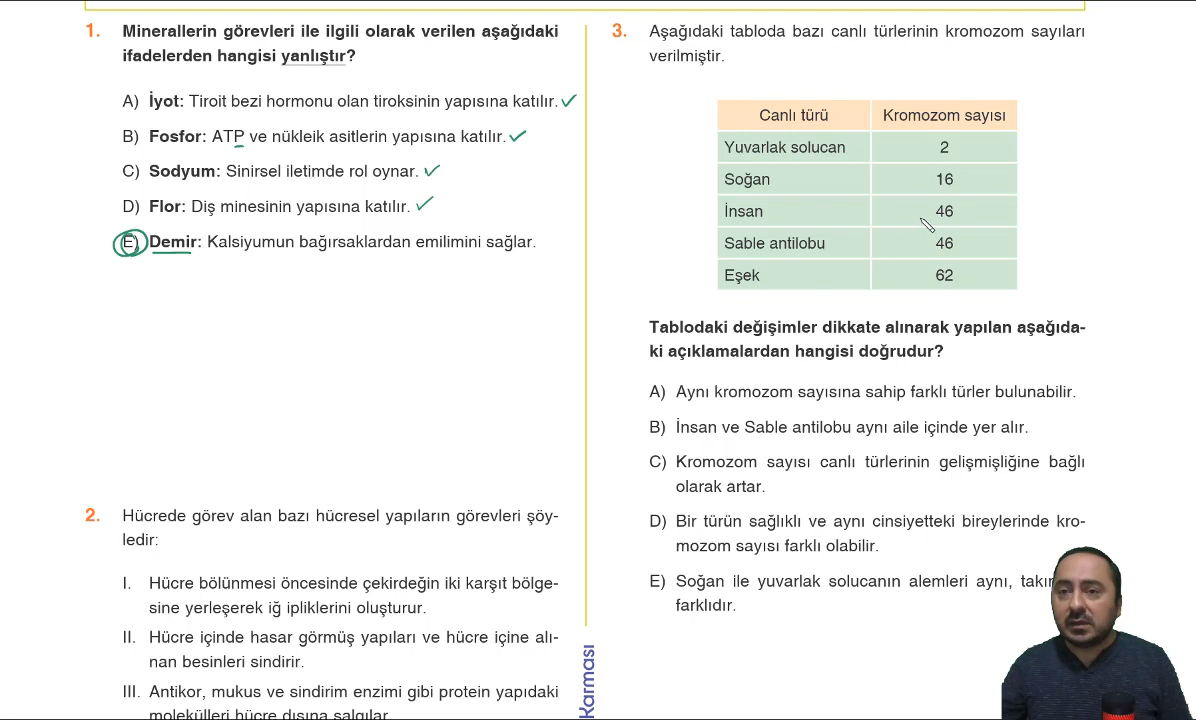 1. Minerallerin görevleri ile ilgili olarak verilen aşağıdaki
ifadelerden hangisi yanlıştır?
A) İyot: Tiroit bezi hormonu olan tiroksinin yapısına katılır.
B) Fosfor: ATP ve nükleik asitlerin yapısına katılır.
C) Sodyum: Sinirsel iletimde rol oynar.
D) Flor: Diş minesinin yapısına katılır.
E) Demir: Kalsiyumun bağırsaklardan emilimini sağlar.
2. Hücrede görev alan bazı hücresel yapıların görevleri şöy-
ledir:
I. Hücre bölünmesi öncesinde çekirdeğin iki karşıt bölge-
sine yerleşerek iğ ipliklerini oluşturur.
II. Hücre içinde hasar görmüş yapıları ve hücre içine alı-
nan besinleri sindirir.
III. Antikor, mukus ve sindirim enzimi gibi protein yapıdaki
molekülleri hücre dışına salgılar.
Karması
3. Aşağıdaki tabloda bazı canlı türlerinin kromozom sayıları
verilmiştir.
Canlı türü Kromozom sayısı
Yuvarlak solucan 2
Soğan 16
İnsan 46
Sable antilobu 46
Eşek 62
Tablodaki değişimler dikkate alınarak yapılan aşağıda-
ki açıklamalardan hangisi doğrudur?
A) Aynı kromozom sayısına sahip farklı türler bulunabilir.
B) İnsan ve Sable antilobu aynı aile içinde yer alır.
C) Kromozom sayısı canlı türlerinin gelişmişliğine bağlı
olarak artar.
D) Bir türün sağlıklı ve aynı cinsiyetteki bireylerinde kro-
mozom sayısı farklı olabilir.
E) Soğan ile yuvarlak solucanın alemleri aynı,
farklıdır.